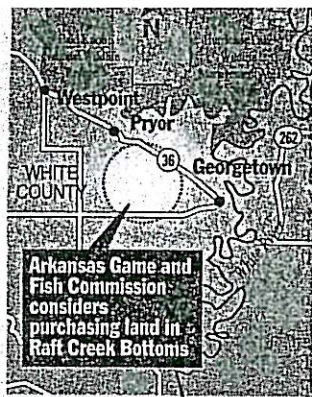 N
Westpoint
Pryor
36
262
Georgetown
WHITE
COUNTY
Arkansas Game and
Fish Commission
considers
purchasing land in
Raft Creek Bottoms